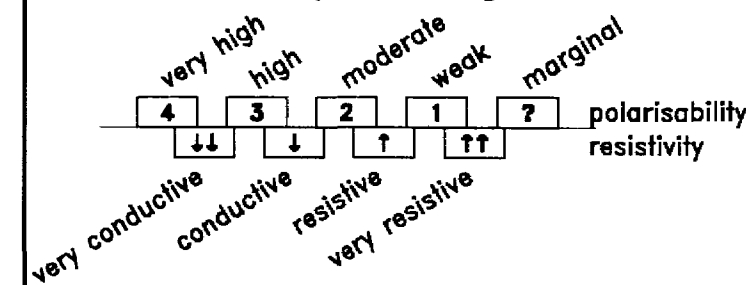 very high high moderate weak marginal
4 3 2 1 ? polarisability
↓↓ ↓ ↑ ↑↑ resistivity
very conductive conductive resistive very resistive